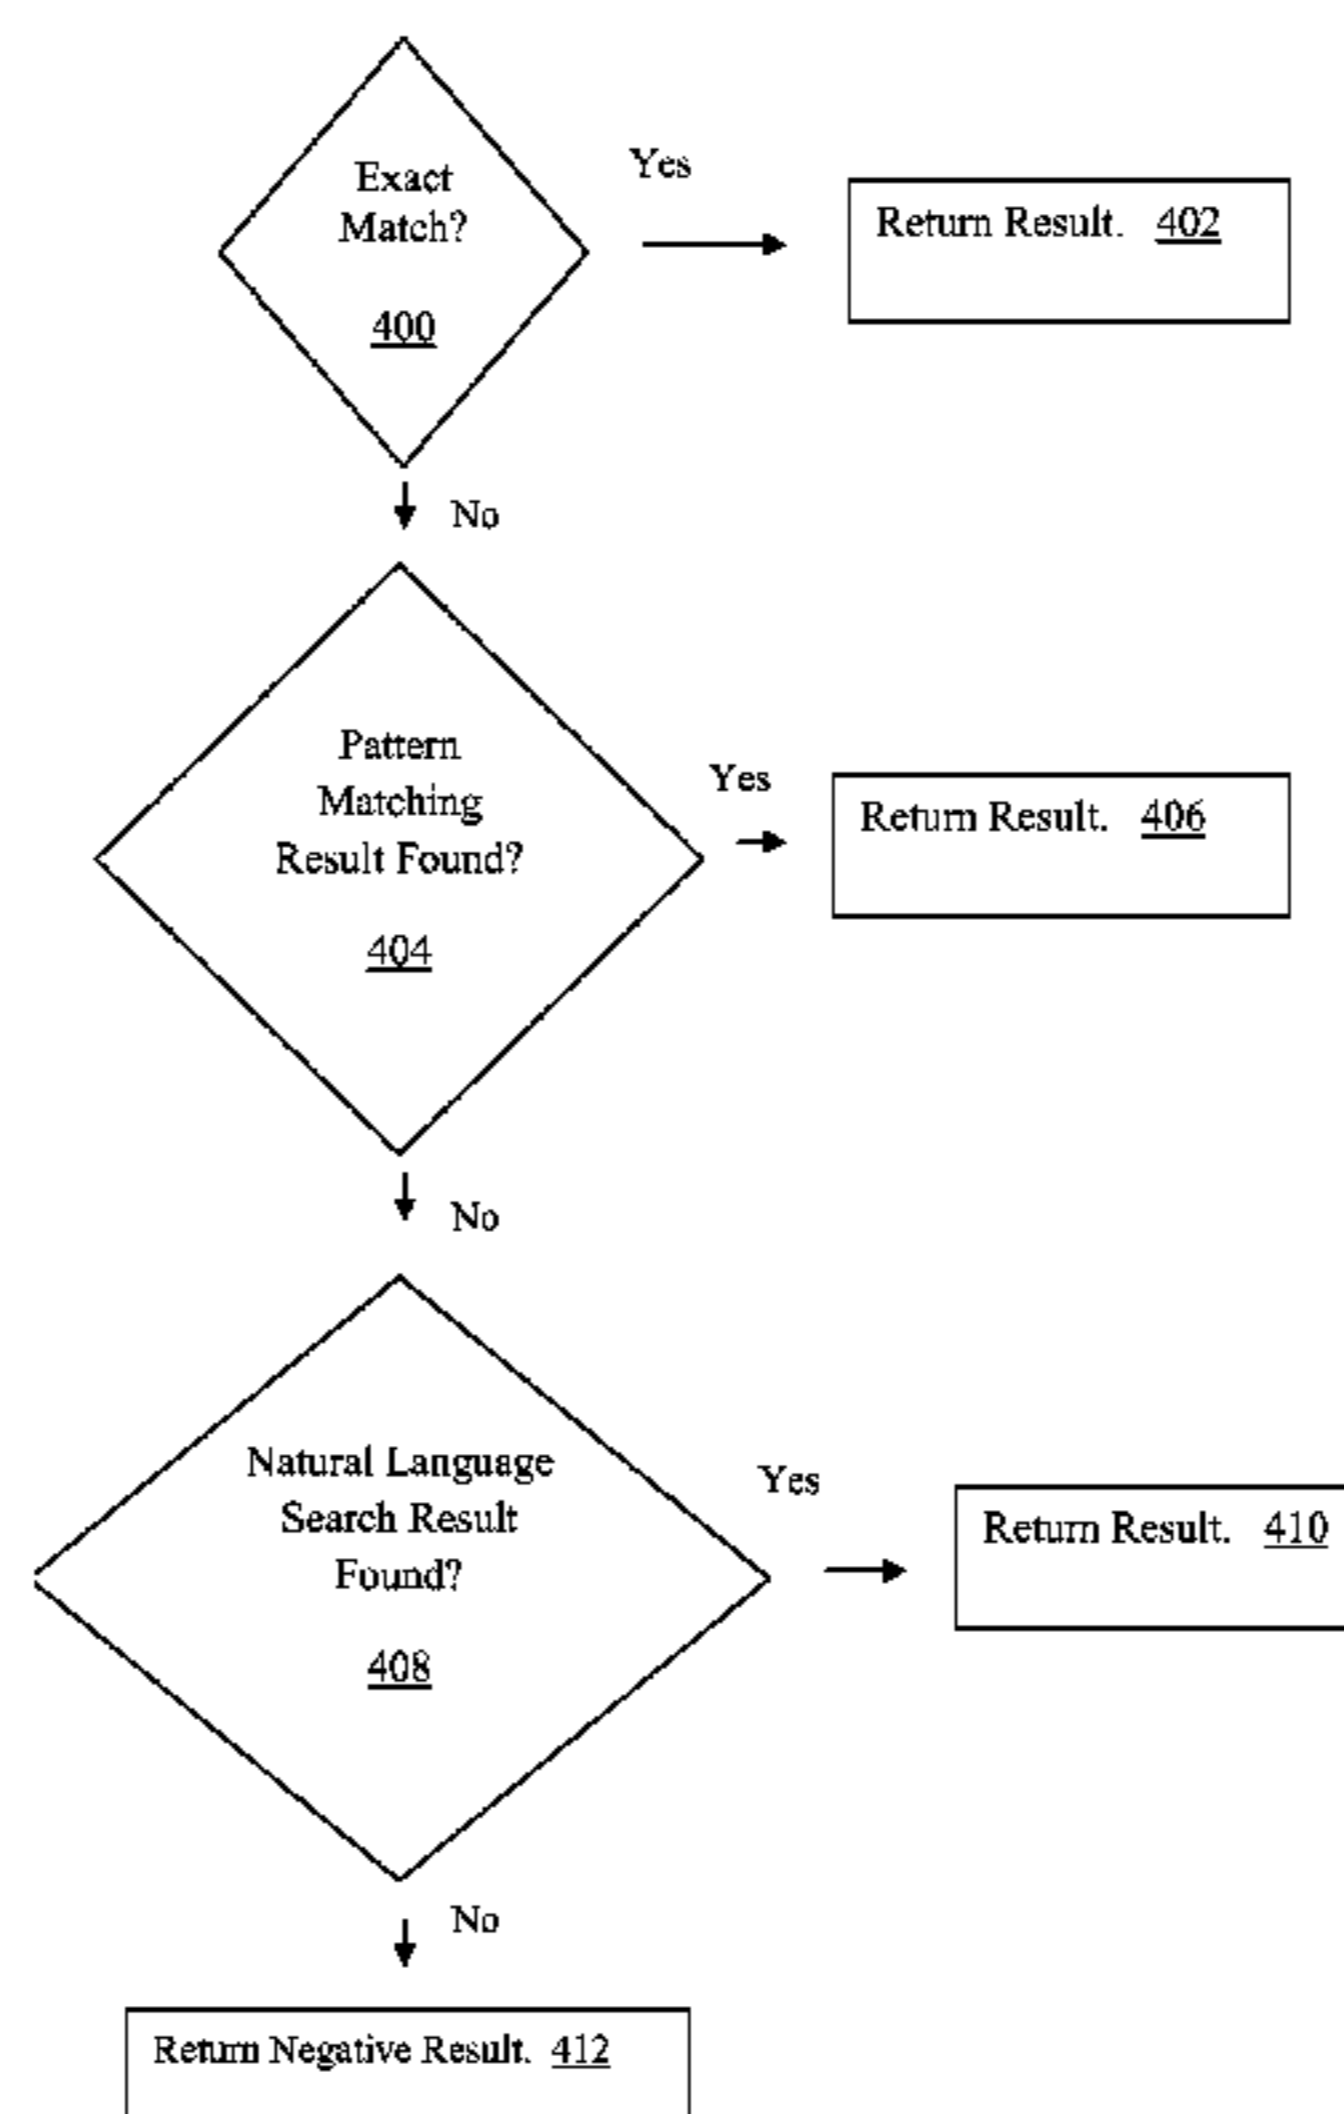 Exact
Match?
400
Yes
Return Result. 402
No
Pattern
Matching
Result Found?
404
Yes
Return Result. 406
No
Natural Language
Search Result
Found?
408
Yes
Return Result. 410
No
Return Negative Result. 412